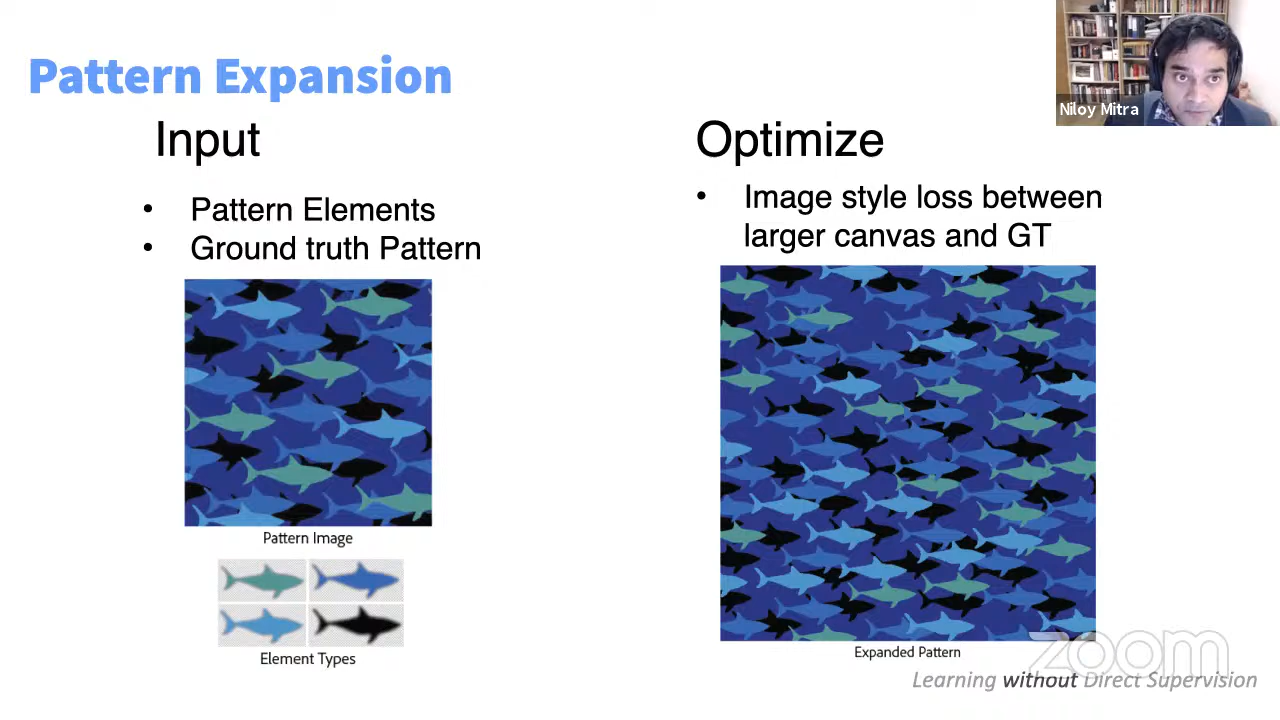 Pattern Expansion
Niloy Mitra
Input
• Pattern Elements
• Ground truth Pattern
Pattern Image
Element Types
Optimize
• Image style loss between
larger canvas and GT
Expanded Pattern
zoom
Learning without Direct Supervision